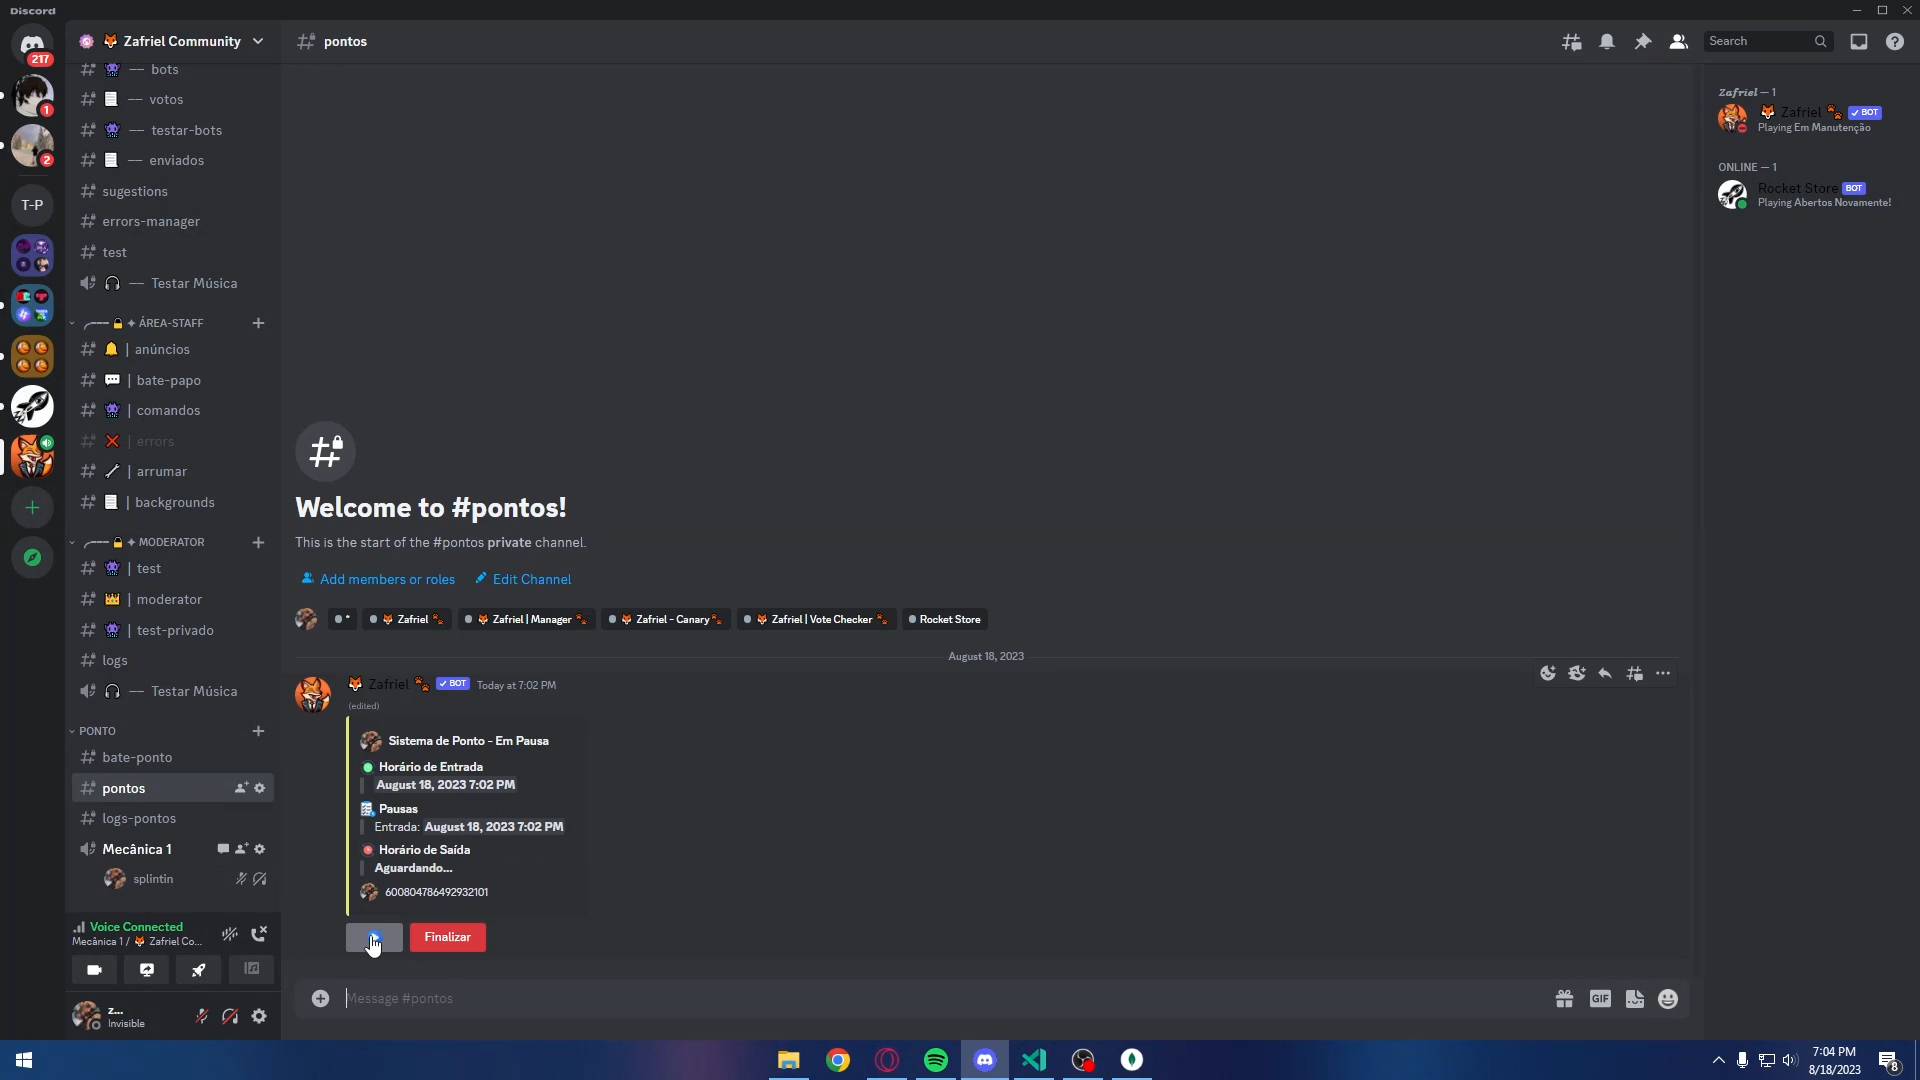 Discord
217
1
2
T-P
Zafriel Community
— bots
— votos
— testar-bots
— enviados
sugestions
errors-manager
test
— Testar Música
ÁREA-STAFF
| anúncios
| bate-papo
| comandos
| errors
| arrumar
| backgrounds
MODERATOR
| test
| moderator
| test-privado
logs
— Testar Música
PONTO
bate-ponto
pontos
logs-pontos
Mecânica 1
splintin
Voice Connected
Mecânica 1 / Zafriel Co...
z...
Invisible
pontos
Search
Welcome to #pontos!
This is the start of the #pontos private channel.
Add members or roles Edit Channel
* Zafriel Zafriel | Manager Zafriel - Canary Zafriel | Vote Checker Rocket Store
August 18, 2023
Zafriel BOT Today at 7:02 PM
(edited)
Sistema de Ponto - Em Pausa
Horário de Entrada
August 18, 2023 7:02 PM
Pausas
Entrada: August 18, 2023 7:02 PM
Horário de Saída
Aguardando...
600804786492932101
Finalizar
Message #pontos
GIF
Zafriel — 1
Zafriel BOT
Playing Em Manutenção
ONLINE — 1
Rocket Store BOT
Playing Abertos Novamente!
7:04 PM
8/18/2023
8